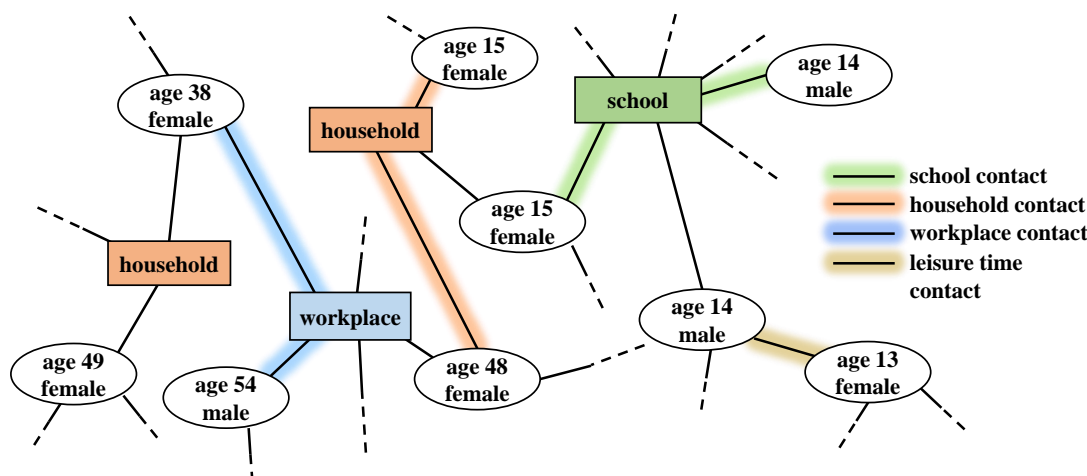 age 15
female
age 14
male
school
age 38
female
household
school contact
household contact
workplace contact
leisure time
contact
age 15
female
household
workplace
age 14
male
age 49
female
age 54
male
age 48
female
age 13
female